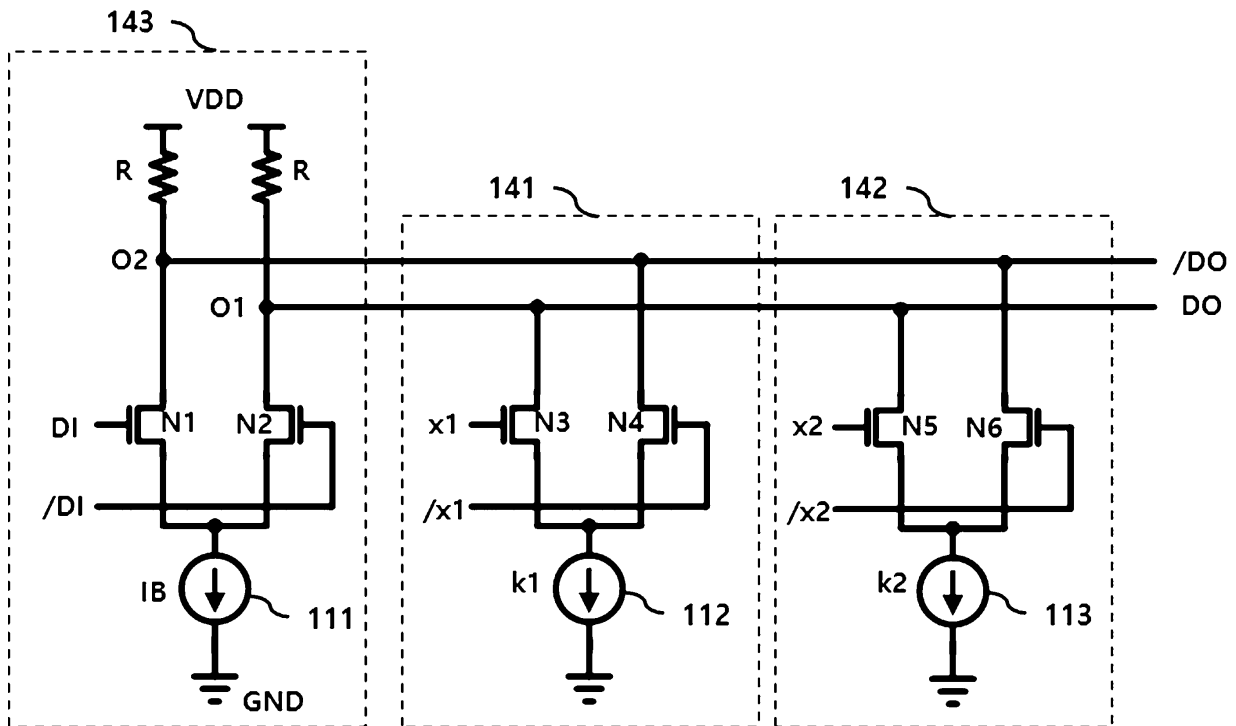 143
VDD
R
R
141
142
O2
/DO
O1
DO
DI
N1
N2
x1
N3
N4
x2
N5
N6
/DI
/x1
/x2
IB
111
k1
112
k2
113
GND